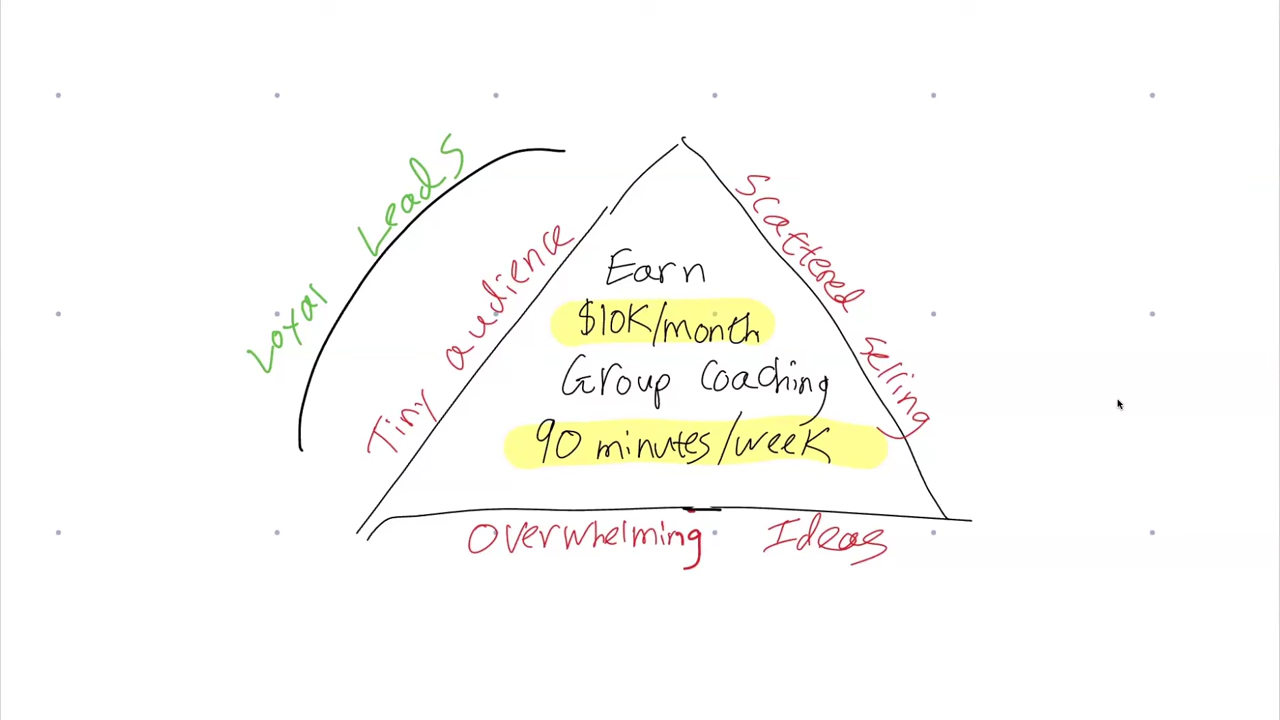 Loyal Leads
Tiny audience
Scattered selling
Earn
$10K/month
Group Coaching
90 minutes/week
Overwhelming Ideas